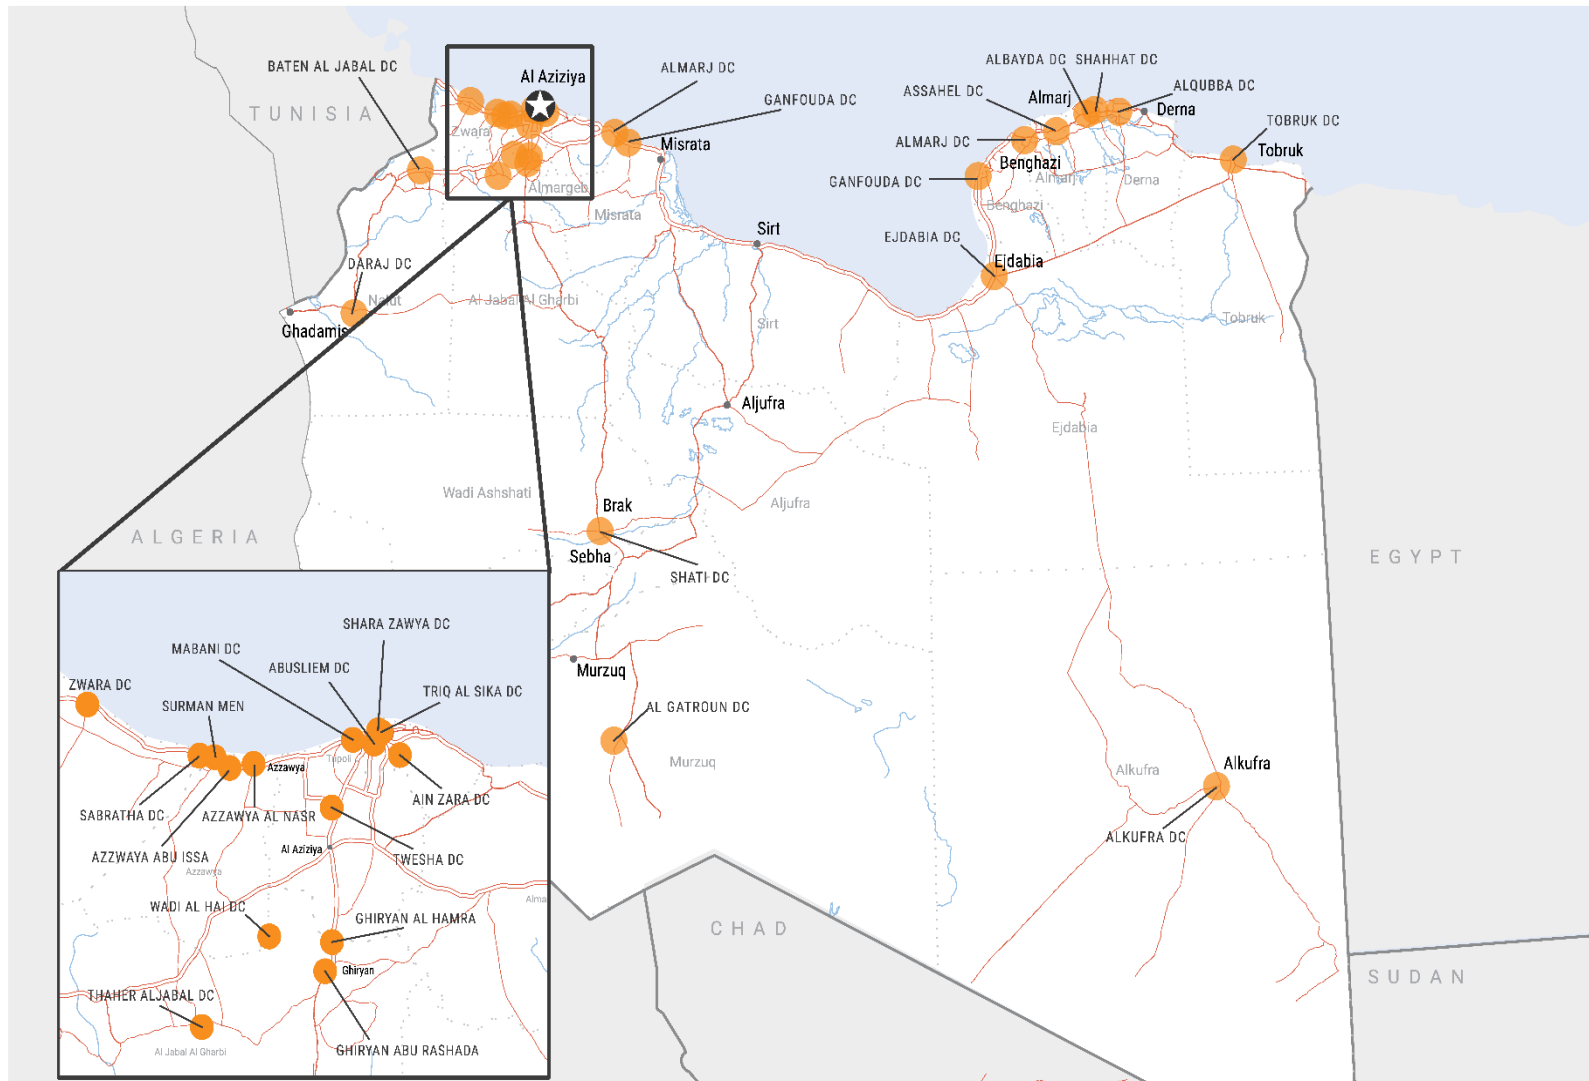 BATEN AL JABAL DC
TUNISIA
Al Aziziya
ALMARJ DC
GANFOUDA DC
Zwara
Misrata
Almargeb
Misrata
ALBAYDA DC
SHAHHAT DC
ASSAHEL DC
Almarj
ALQUBBA DC
Derna
ALMARJ DC
TOBRUK DC
Tobruk
Benghazi
GANFOUDA DC
Almarj
Derna
Benghazi
Sirt
EJDABIA DC
Ejdabia
DARAJ DC
Nalut
Al Jabal Al Gharbi
Ghadamis
Sirt
Tobruk
Aljufra
Ejdabia
Wadi Ashshati
Brak
Aljufra
ALGERIA
EGYPT
Sebha
SHATI DC
Murzuq
AL GATROUN DC
Murzuq
Alkufra
Alkufra
ALKUFRA DC
CHAD
SUDAN
SHARA ZAWYA DC
MABANI DC
ABUSLIEM DC
ZWARA DC
TRIQ AL SIKA DC
SURMAN MEN
Tripoli
Azzawya
AIN ZARA DC
SABRATHA DC
AZZAWYA AL NASR
Al Aziziya
AZZWAYA ABU ISSA
TWESHA DC
Azzawya
Alma
WADI AL HAI DC
GHIRYAN AL HAMRA
Ghiryan
THAHER ALJABAL DC
Al Jabal Al Gharbi
GHIRYAN ABU RASHADA